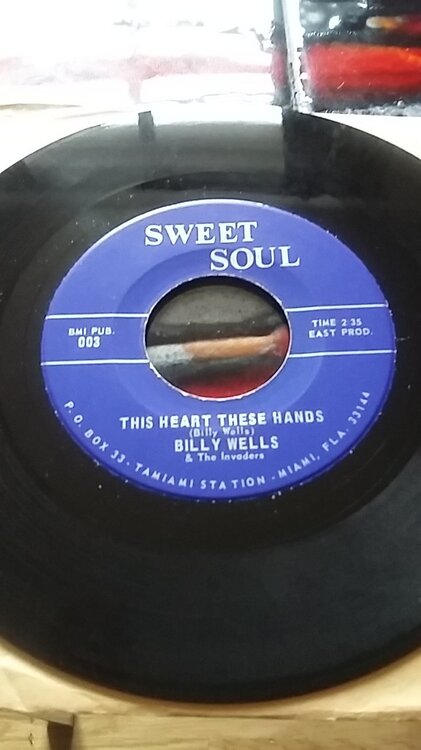 SWEET
SOUL
BMI PUB.
003
TIME 2:35
EAST PROD.
THIS HEART THESE HANDS
(Billy Wells)
BILLY WELLS
& The Invaders
P.O. BOX 33 - TAMIAMI STATION - MIAMI, FLA. 33144